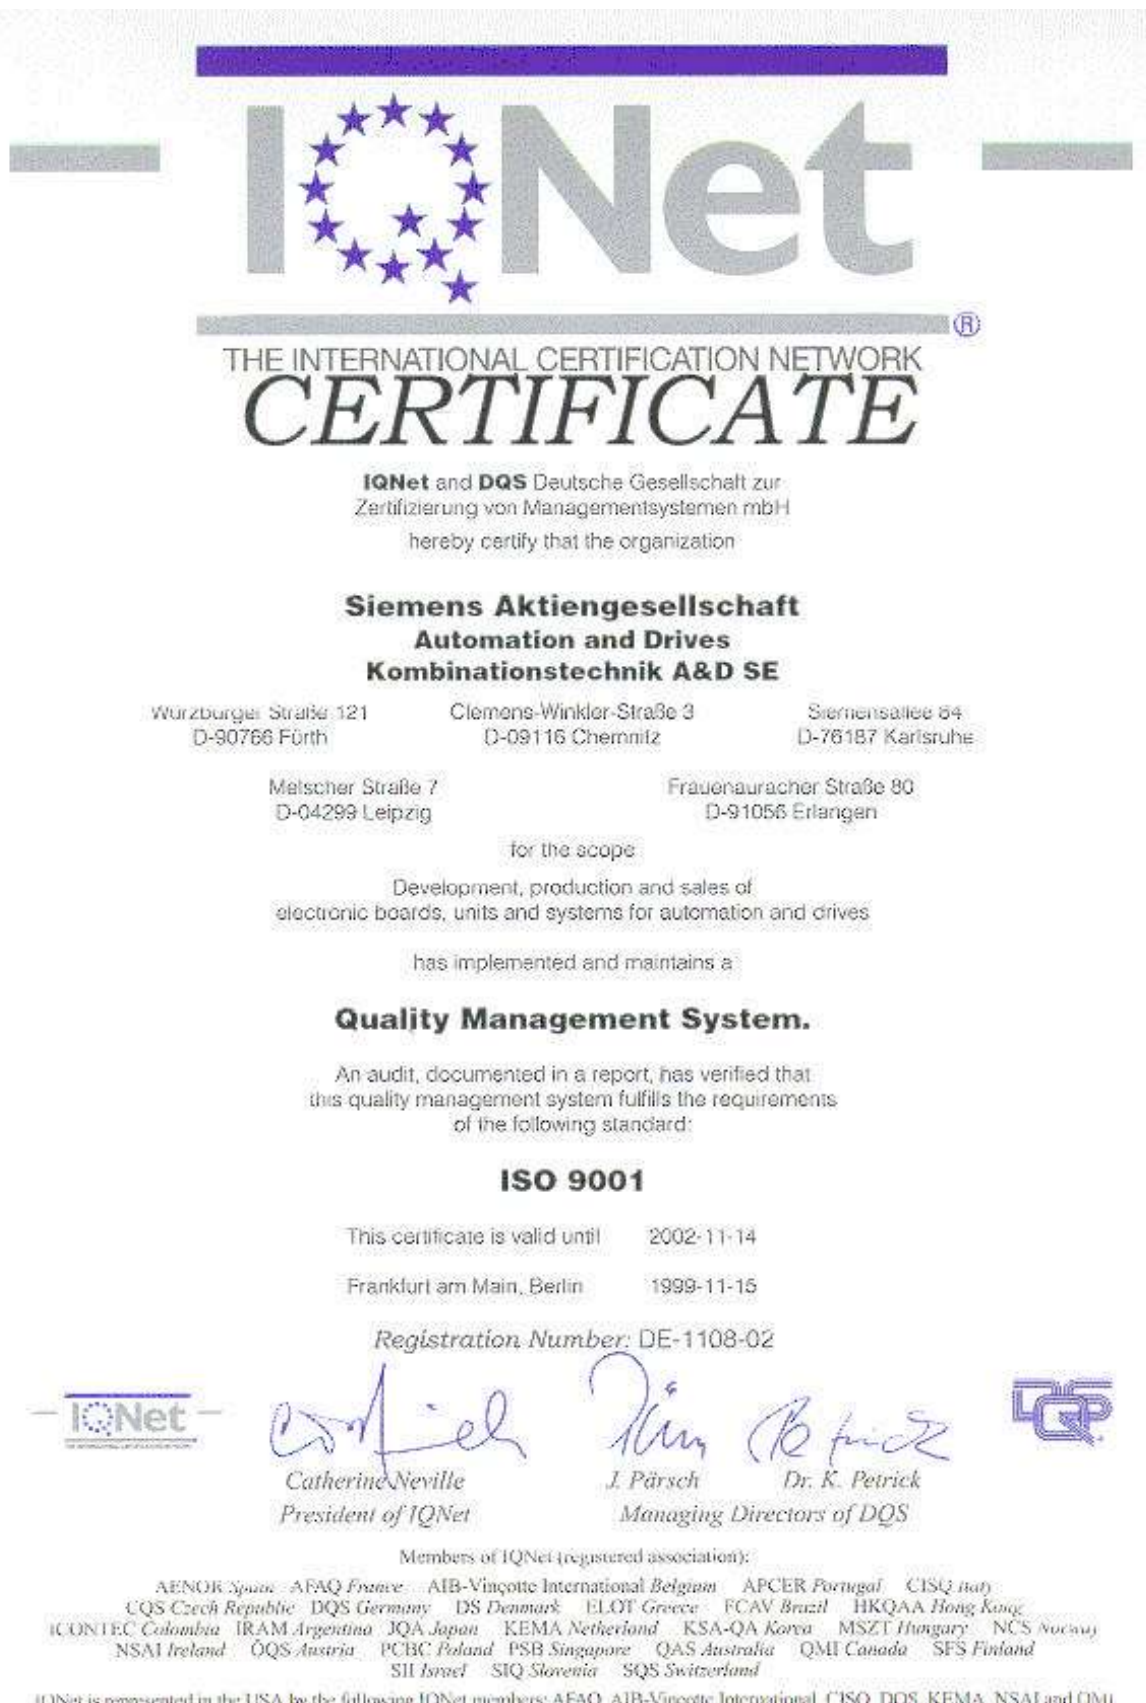 IQNet
®
THE INTERNATIONAL CERTIFICATION NETWORK
CERTIFICATE
IQNet and DQS Deutsche Gesellschaft zur
Zertifizierung von Managementsystemen mbH
hereby certify that the organization
Siemens Aktiengesellschaft
Automation and Drives
Kombinationstechnik A&D SE
Würzburger Straße 121 Clemens-Winkler-Straße 3 Siemensallee 84
D-90766 Fürth D-09116 Chemnitz D-76187 Karlsruhe
Melscher Straße 7 Frauenauracher Straße 80
D-04299 Leipzig D-91056 Erlangen
for the scope
Development, production and sales of
electronic boards, units and systems for automation and drives
has implemented and maintains a
Quality Management System.
An audit, documented in a report, has verified that
this quality management system fulfills the requirements
of the following standard:
ISO 9001
This certificate is valid until 2002-11-14
Frankfurt am Main, Berlin 1999-11-15
Registration Number: DE-1108-02
IQNet
Catherine Neville J. Pärsch Dr. K. Petrick
President of IQNet Managing Directors of DQS
Members of IQNet (registered association):
AENOR Spain AFAQ France AIB-Vinçotte International Belgium APCER Portugal CISQ Italy
CQS Czech Republic DQS Germany DS Denmark ELOT Greece FCAV Brazil HKQAA Hong Kong
ICONTEC Colombia IRAM Argentina JQA Japan KEMA Netherland KSA-QA Korea MSZT Hungary NCS Norway
NSAI Ireland ÖQS Austria PCBC Poland PSB Singapore QAS Australia QMI Canada SFS Finland
SII Israel SIQ Slovenia SQS Switzerland
IQNet is represented in the USA by the following IQNet members: AFAQ, AIB-Vinçotte International, CISQ, DQS, KEMA, NSAI and QMI